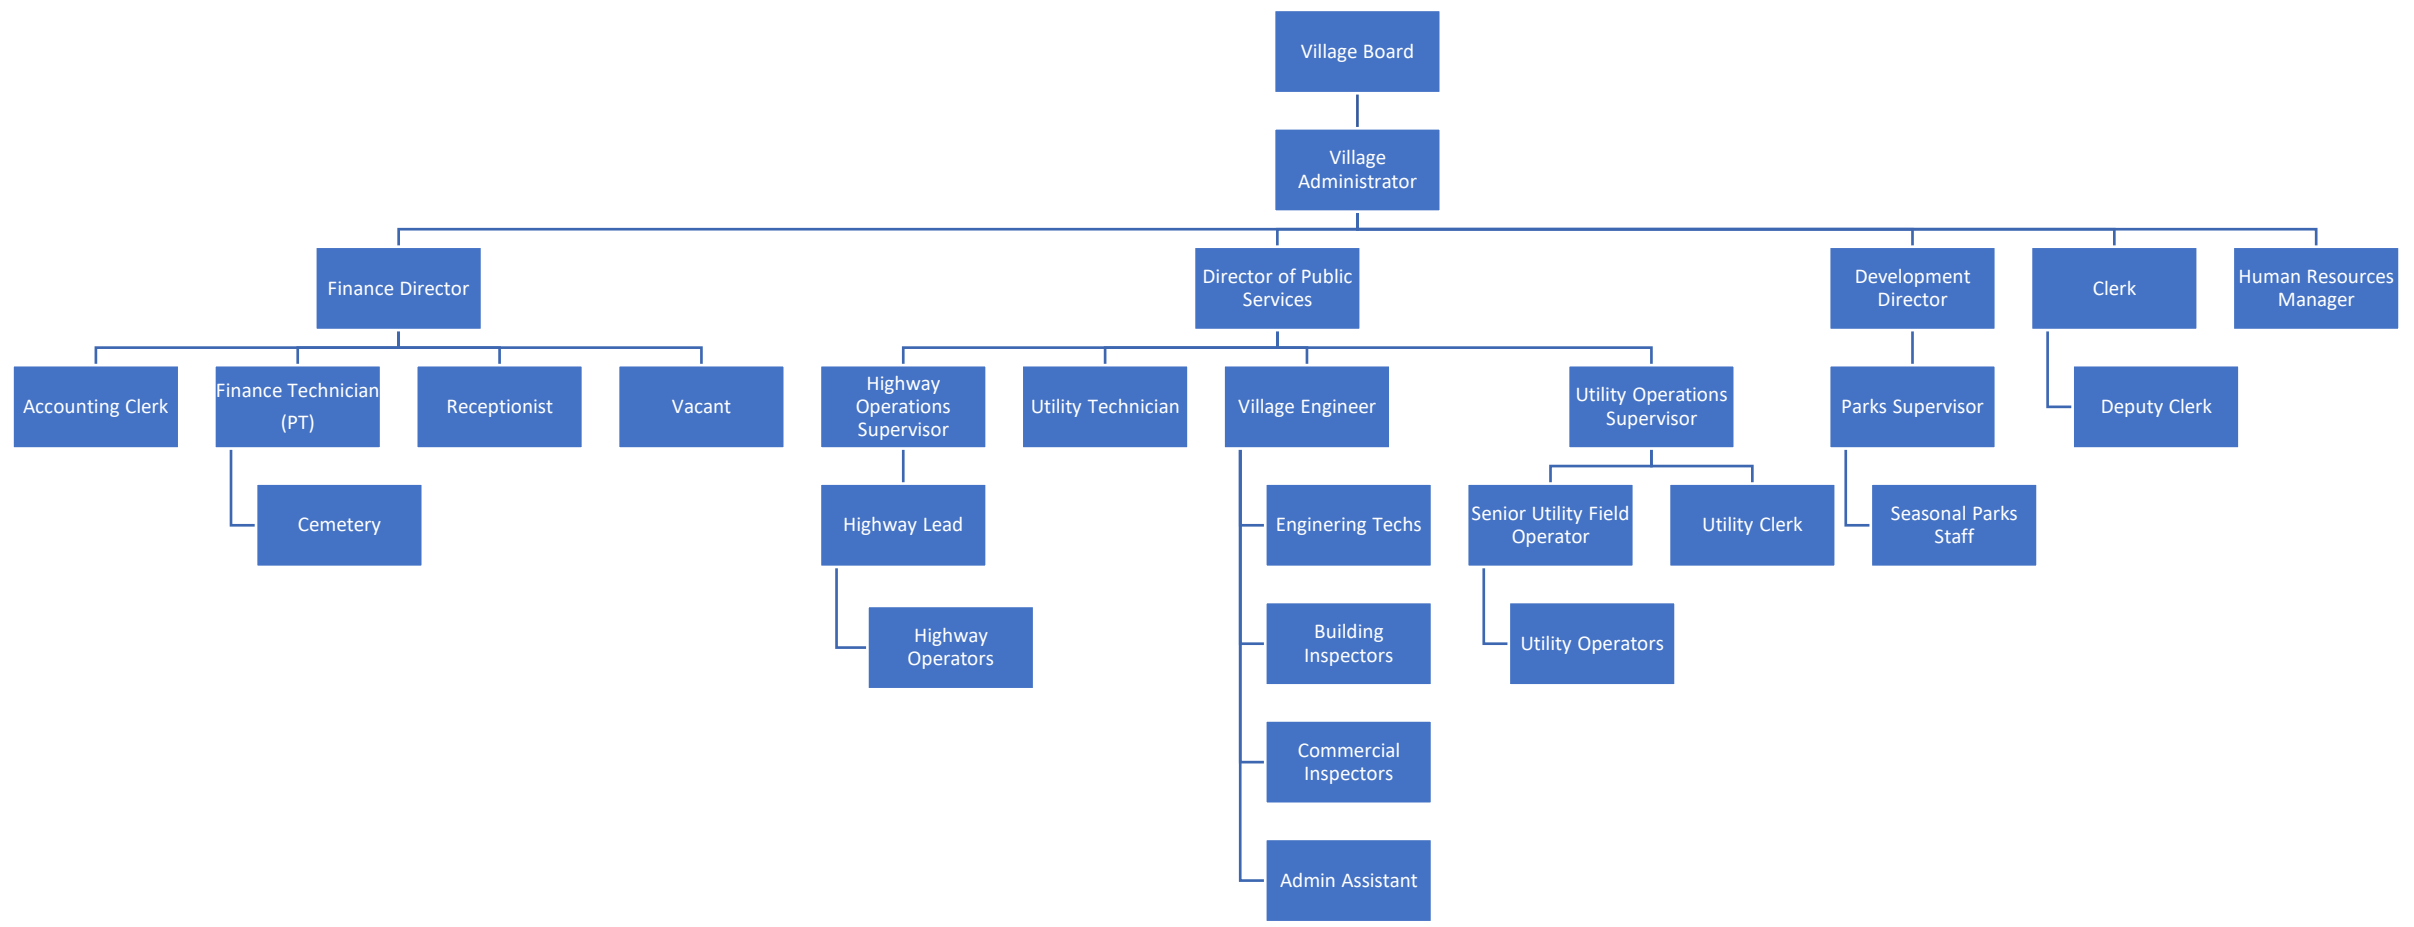 Village Board
Village
Administrator
Finance Director
Director of Public
Services
Development
Director
Clerk
Human Resources
Manager
Accounting Clerk
Finance Technician
(PT)
Receptionist
Vacant
Highway
Operations
Supervisor
Utility Technician
Village Engineer
Utility Operations
Supervisor
Parks Supervisor
Deputy Clerk
Cemetery
Highway Lead
Enginering Techs
Senior Utility Field
Operator
Utility Clerk
Seasonal Parks
Staff
Highway
Operators
Building
Inspectors
Utility Operators
Commercial
Inspectors
Admin Assistant